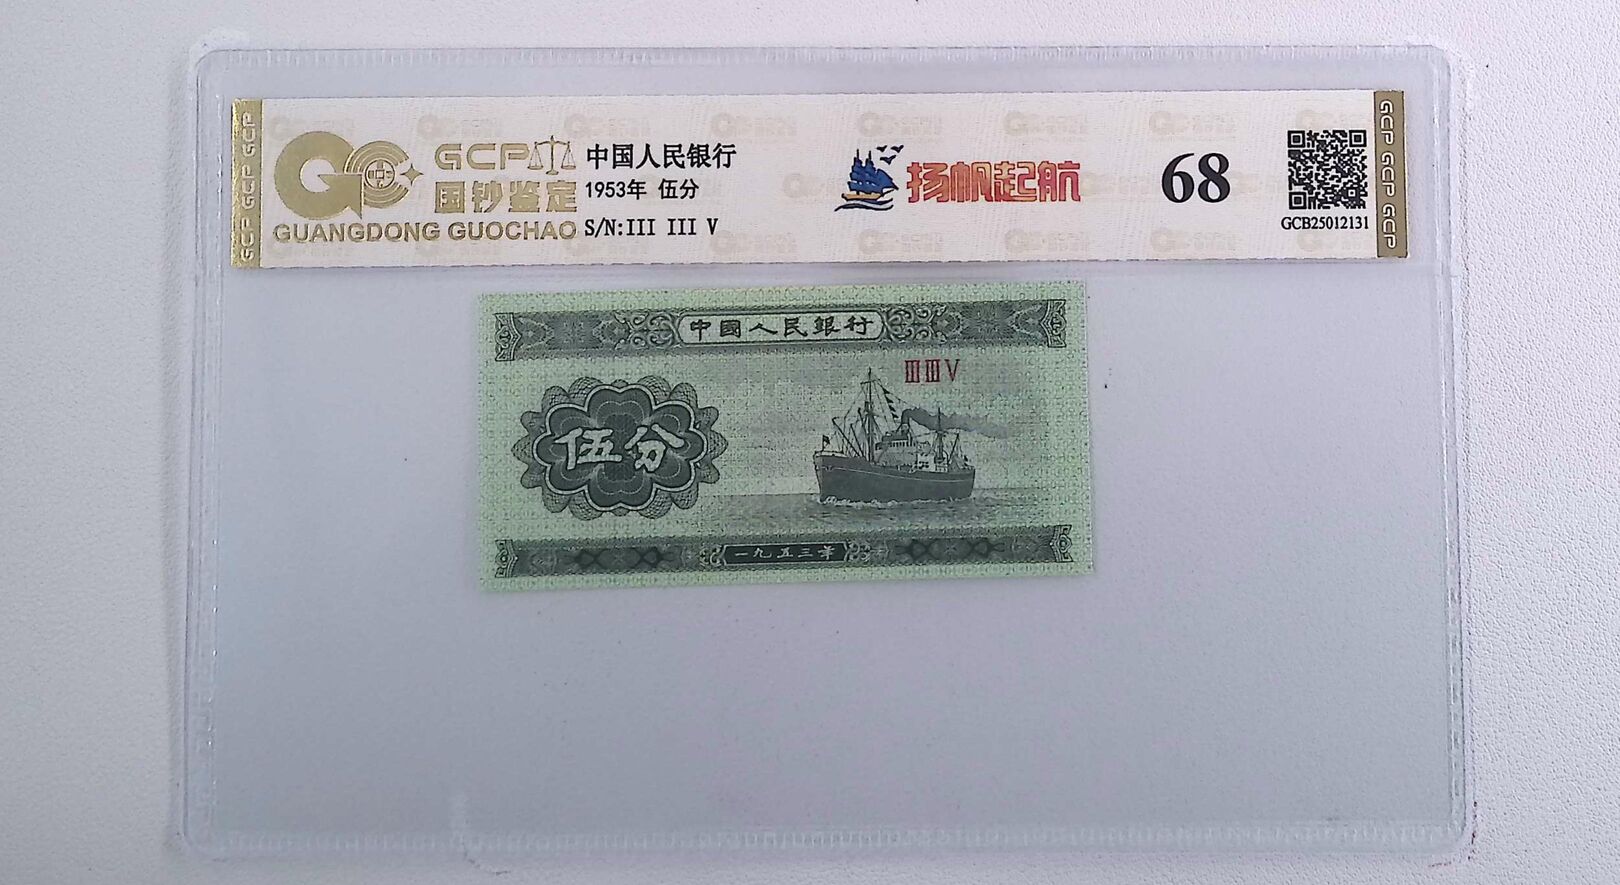 GCP GCP GCP
GCP
国钞鉴定
GUANGDONG GUOCHAO
中国人民银行
1953年 伍分
S/N:III III V
扬帆起航
68
GCB25012131
GCP GCP GCP
中國人民銀行
III III V
伍分
一九五三年